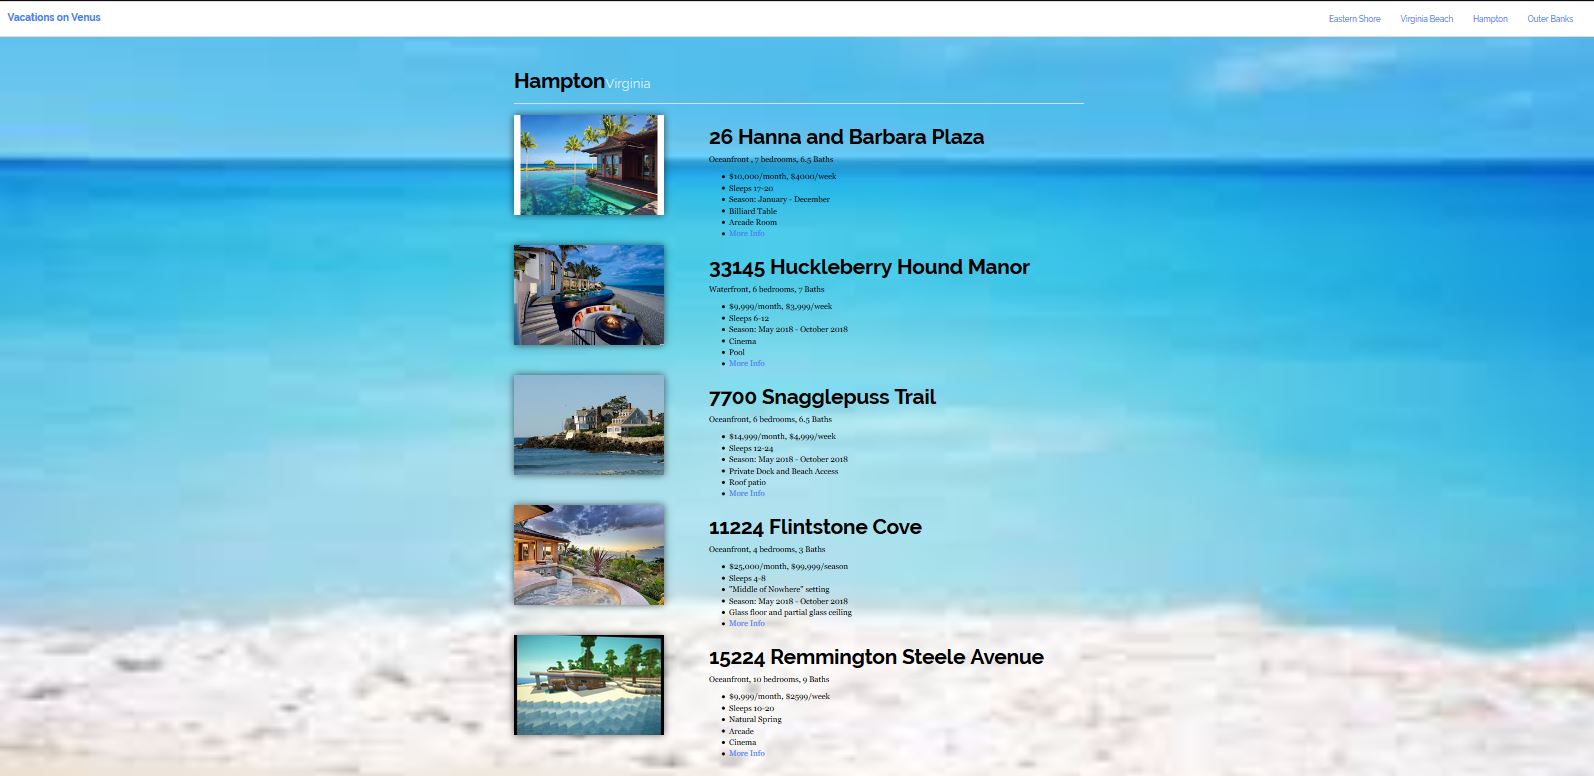 Vacations on Venus
Eastern Shore Virginia Beach Hampton Outer Banks
Hampton Virginia
26 Hanna and Barbara Plaza
Oceanfront , 7 bedrooms, 6.5 Baths
$10,000/month, $4000/week
Sleeps 17-20
Season: January - December
Billiard Table
Arcade Room
More Info
33145 Huckleberry Hound Manor
Waterfront, 6 bedrooms, 7 Baths
$9,999/month, $3,999/week
Sleeps 6-12
Season: May 2018 - October 2018
Cinema
Pool
More Info
7700 Snagglepuss Trail
Oceanfront, 6 bedrooms, 6.5 Baths
$14,999/month, $4,999/week
Sleeps 12-24
Season: May 2018 - October 2018
Private Dock and Beach Access
Roof patio
More Info
11224 Flintstone Cove
Oceanfront, 4 bedrooms, 3 Baths
$25,000/month, $99,999/season
Sleeps 4-8
"Middle of Nowhere" setting
Season: May 2018 - October 2018
Glass floor and partial glass ceiling
More Info
15224 Remmington Steele Avenue
Oceanfront, 10 bedrooms, 9 Baths
$9,999/month, $2599/week
Sleeps 10-20
Natural Spring
Arcade
Cinema
More Info